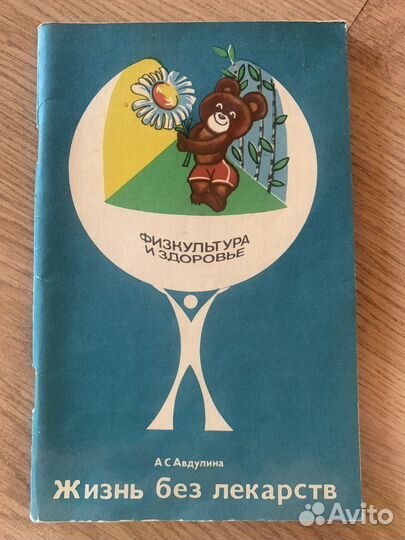 ФИЗКУЛЬТУРА
И ЗДОРОВЬЕ
А С Авдулина
Жизнь без лекарств
Avito